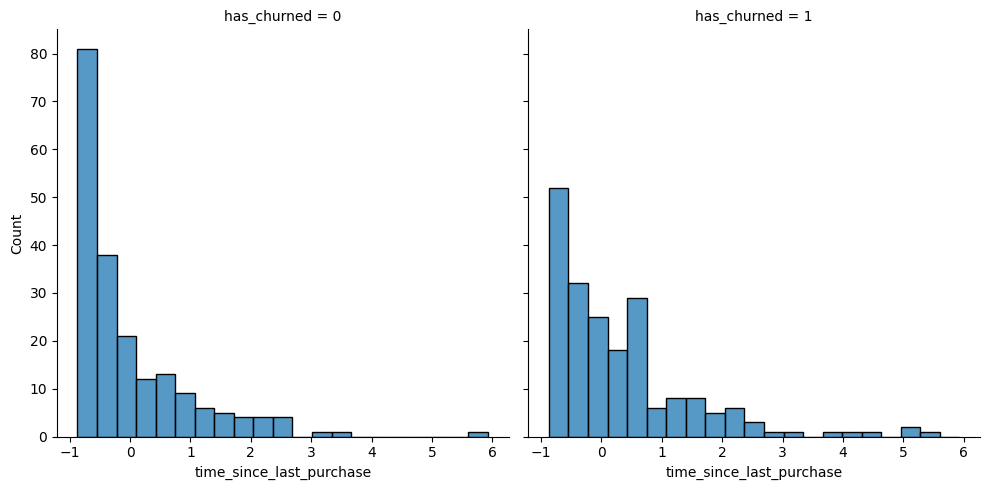 has_churned = 0
has_churned = 1
80
70
60
50
40
30
20
10
0
Count
−1 0 1 2 3 4 5 6
−1 0 1 2 3 4 5 6
time_since_last_purchase
time_since_last_purchase